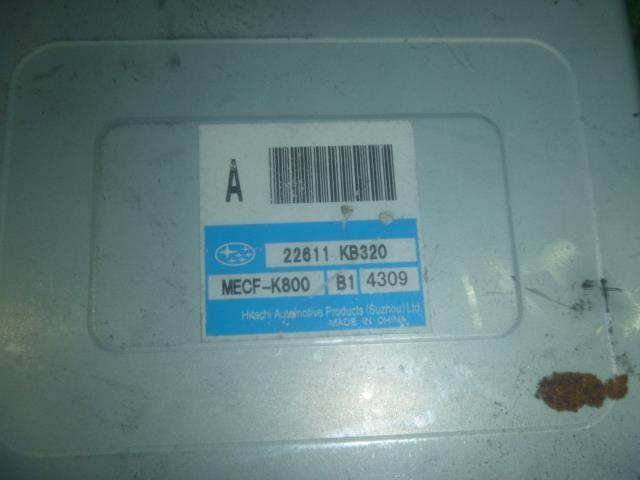 A
22611 KB320
MECF-K800 B1 4309
Hitachi Automotive Products (Suzhou) Ltd.
MADE IN CHINA